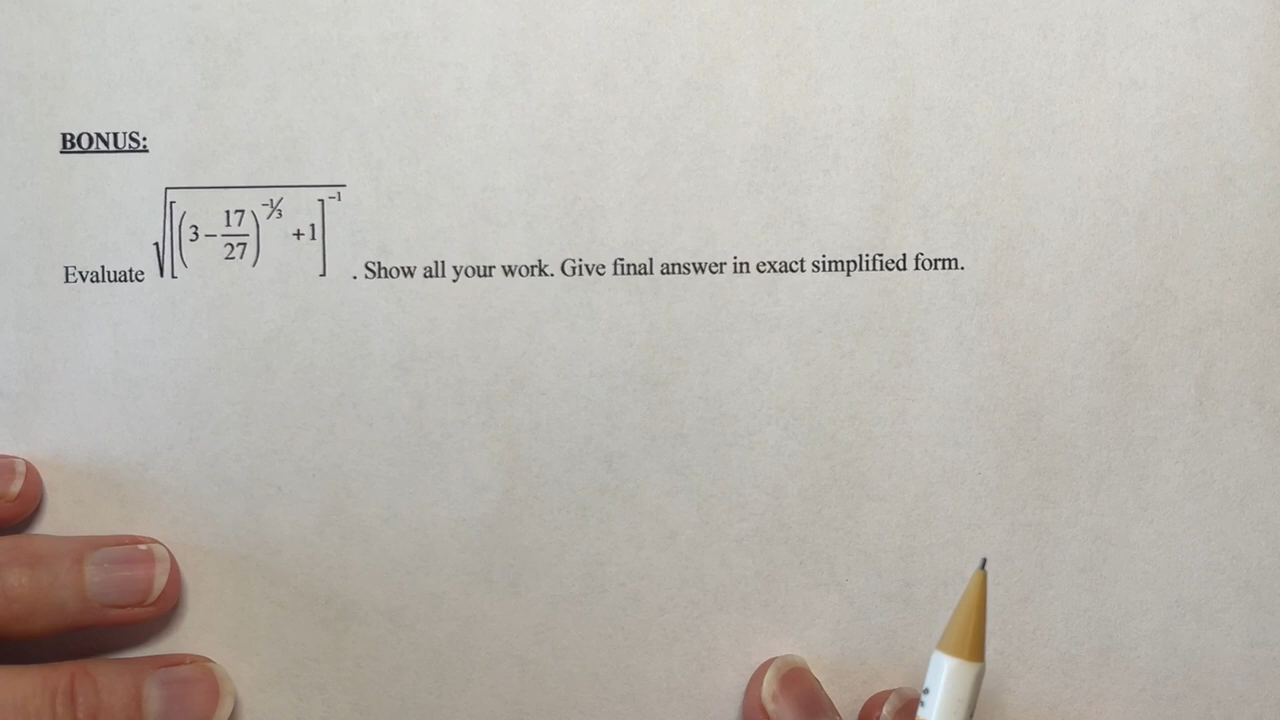 BONUS:
Evaluate √[(3 − 17/27)^(−1/3) + 1]^(−1) . Show all your work. Give final answer in exact simplified form.